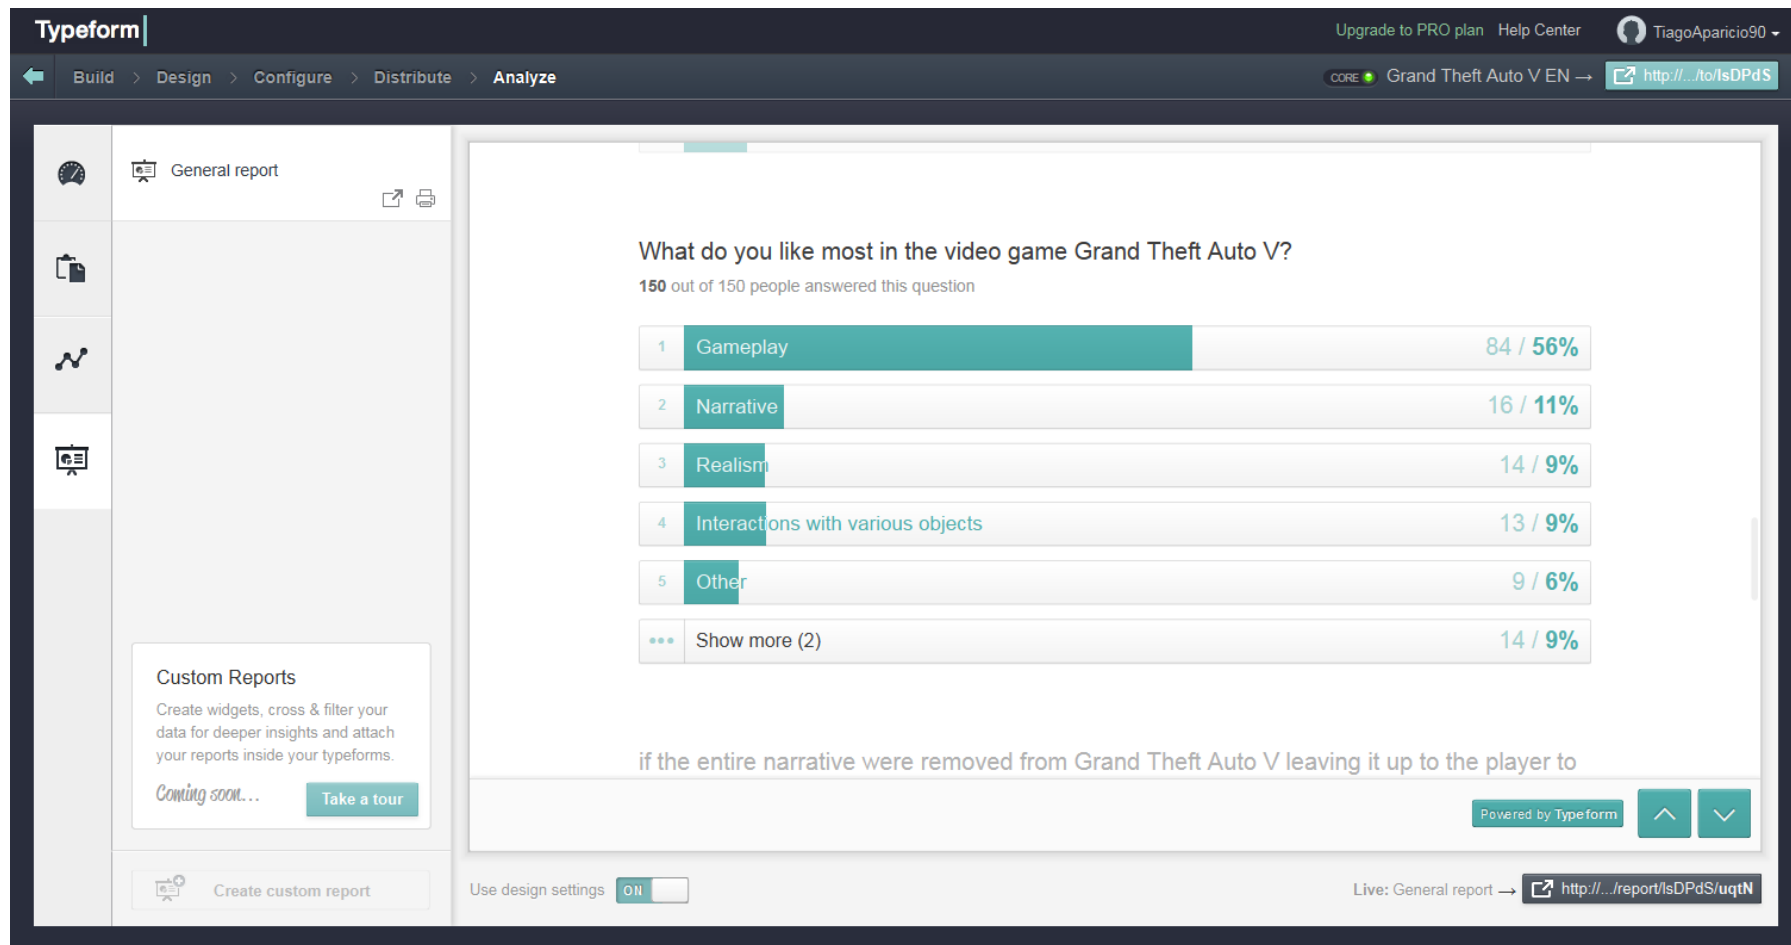 Typeform
Upgrade to PRO plan Help Center TiagoAparicio90
Build > Design > Configure > Distribute > Analyze
CORE Grand Theft Auto V EN → http://.../to/lsDPdS
General report
What do you like most in the video game Grand Theft Auto V?
150 out of 150 people answered this question
1 Gameplay 84 / 56%
2 Narrative 16 / 11%
3 Realism 14 / 9%
4 Interactions with various objects 13 / 9%
5 Other 9 / 6%
••• Show more (2) 14 / 9%
if the entire narrative were removed from Grand Theft Auto V leaving it up to the player to
Custom Reports
Create widgets, cross & filter your
data for deeper insights and attach
your reports inside your typeforms.
Coming soon... Take a tour
Powered by Typeform
Create custom report
Use design settings ON
Live: General report → http://.../report/lsDPdS/uqtN